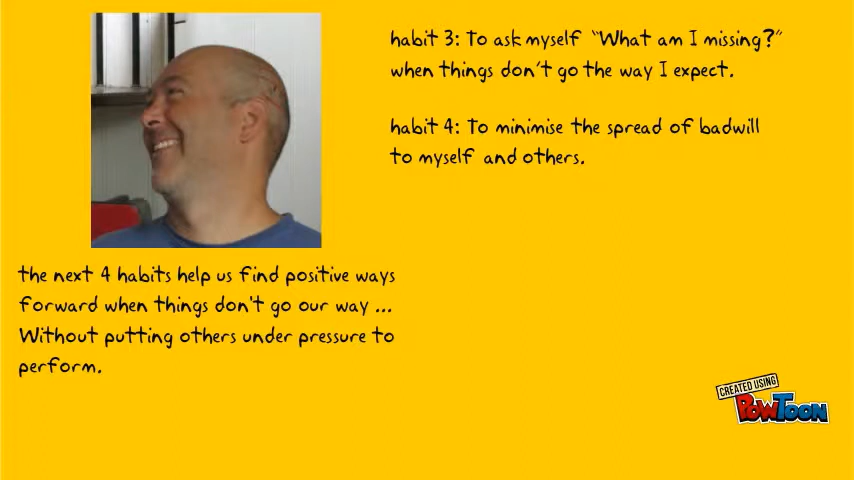 habit 3: To ask myself “What am I missing?”
when things don’t go the way I expect.
habit 4: To minimise the spread of badwill
to myself and others.
the next 4 habits help us find positive ways
forward when things don't go our way ...
Without putting others under pressure to
perform.
CREATED USING
POWTOON